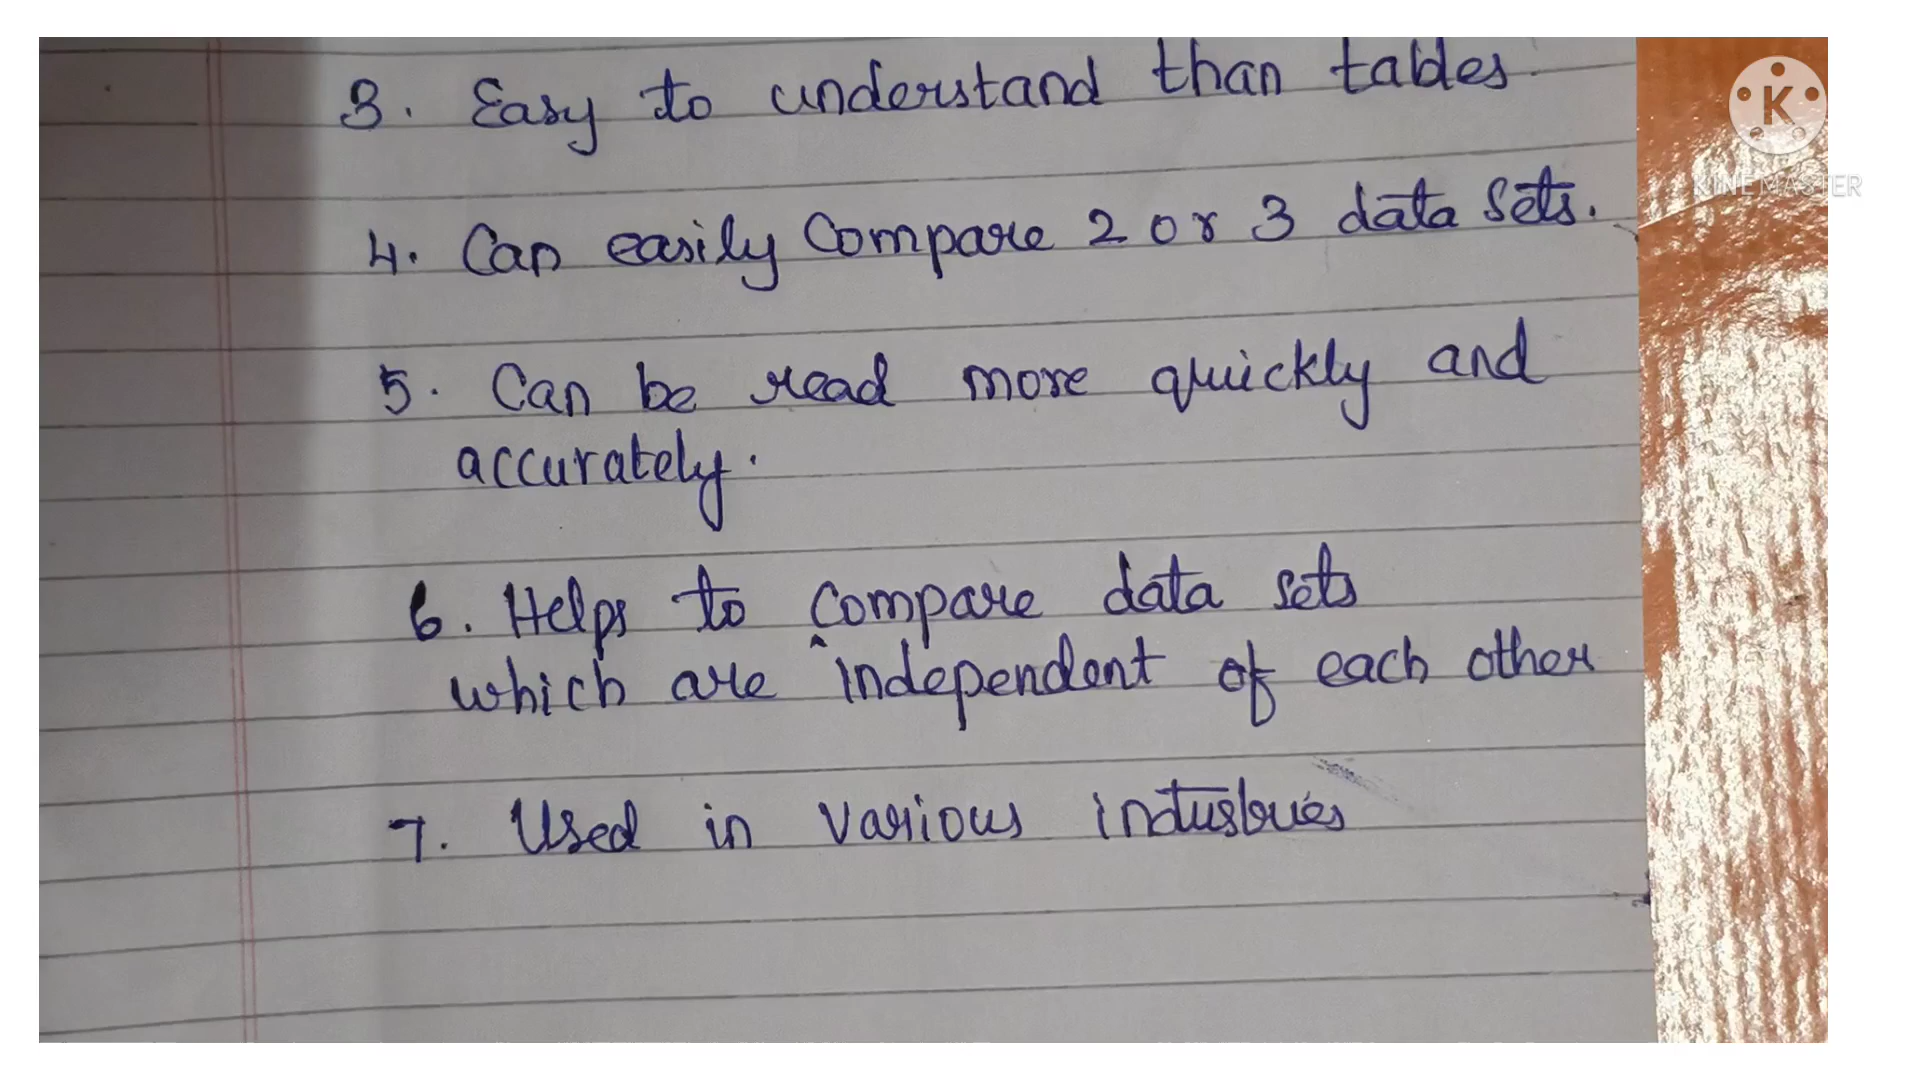 3. Easy to understand than tables
4. Can easily Compare 2 or 3 data sets.
5. Can be read more quickly and
accurately.
6. Helps to compare data sets
which are independent of each other
7. Used in various industries
K
KINEMASTER